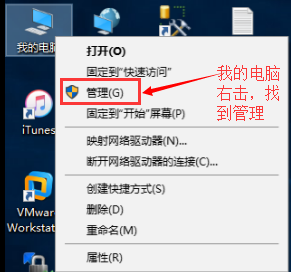 我的电脑
打开(O)
固定到"快速访问"
管理(G)
固定到"开始"屏幕(P)
映射网络驱动器(N)...
断开网络驱动器的连接(C)...
创建快捷方式(S)
删除(D)
重命名(M)
属性(R)
我的电脑
右击，找
到管理
iTunes
VMware
Workstatio